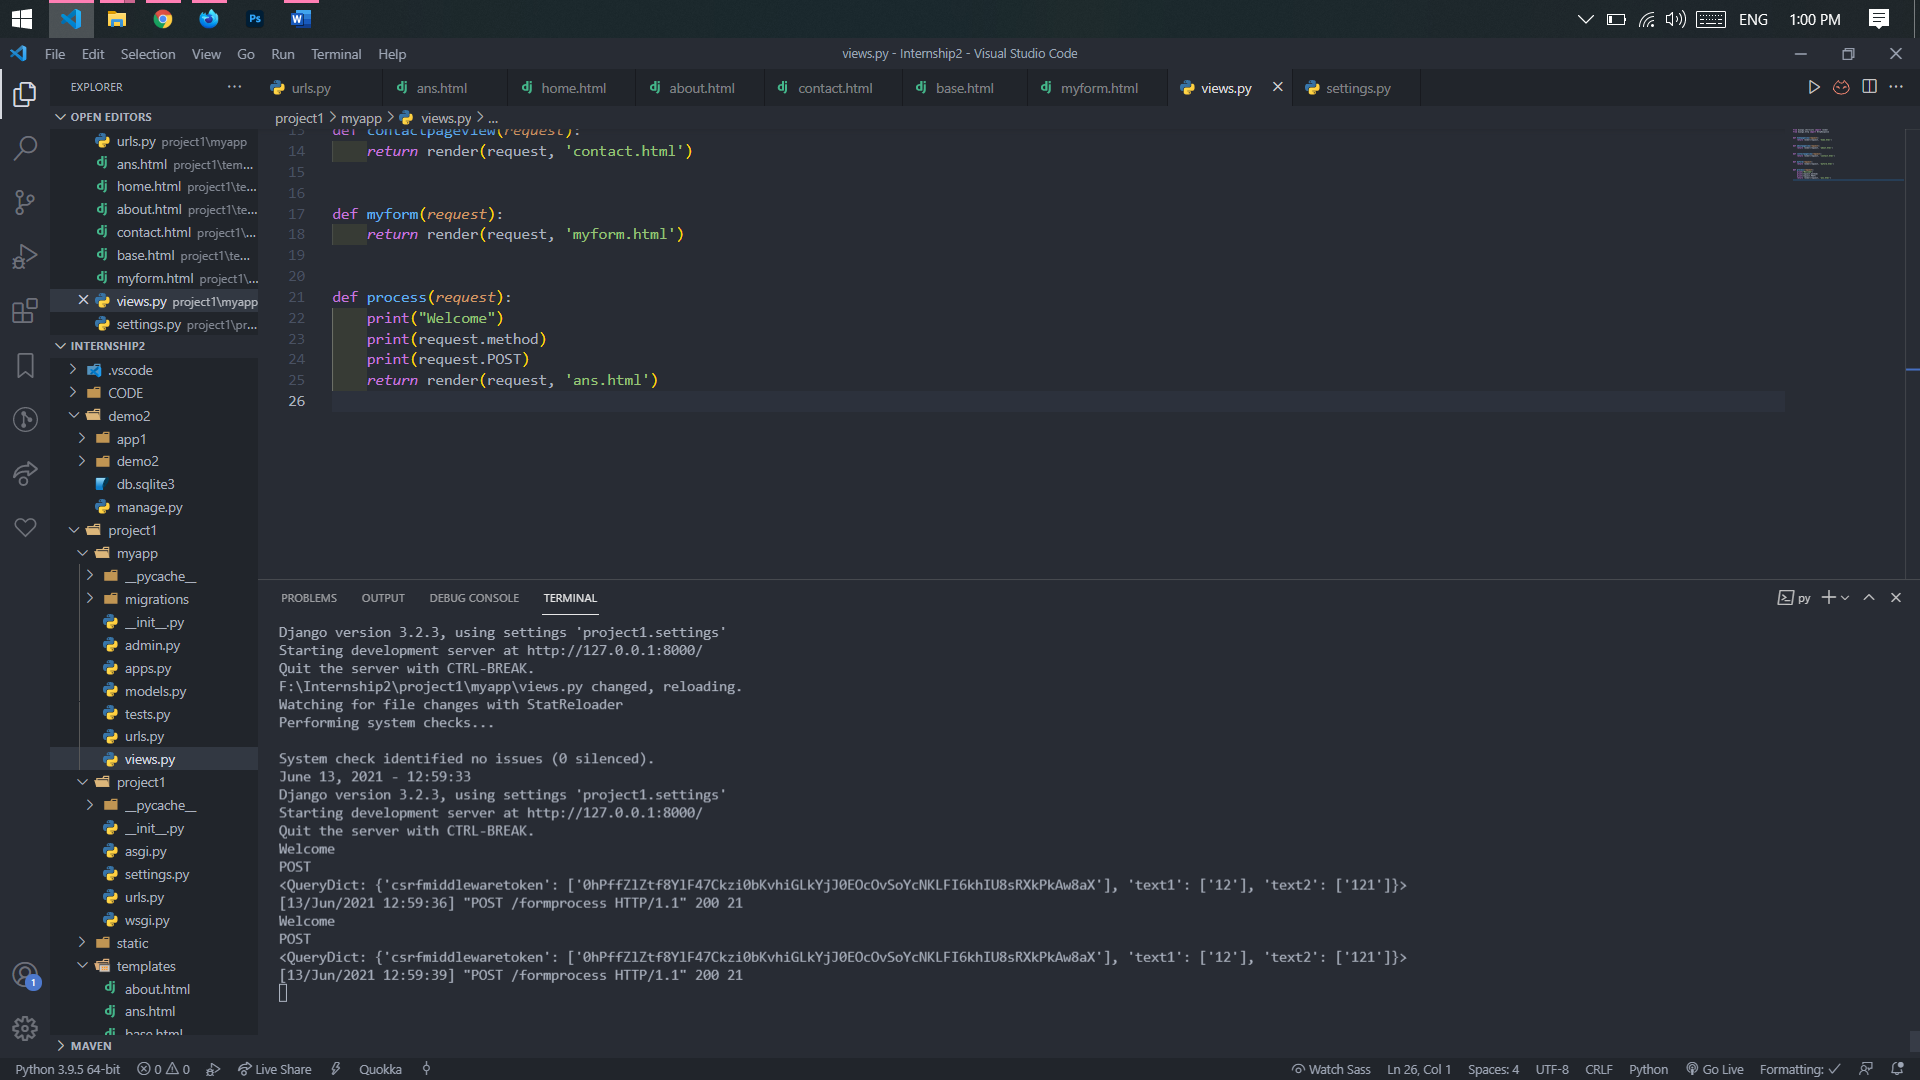 Ps
W
ENG
1:00 PM
File Edit Selection View Go Run Terminal Help
views.py - Internship2 - Visual Studio Code
EXPLORER
urls.py
ans.html
home.html
about.html
contact.html
base.html
myform.html
views.py
settings.py
project1 > myapp > views.py > ...
OPEN EDITORS
urls.py project1\myapp
ans.html project1\tem...
home.html project1\te...
about.html project1\te...
contact.html project1\...
base.html project1\te...
myform.html project1\...
views.py project1\myapp
settings.py project1\pr...
INTERNSHIP2
.vscode
CODE
demo2
app1
demo2
db.sqlite3
manage.py
project1
myapp
__pycache__
migrations
__init__.py
admin.py
apps.py
models.py
tests.py
urls.py
views.py
project1
__pycache__
__init__.py
asgi.py
settings.py
urls.py
wsgi.py
static
templates
about.html
ans.html
base.html
MAVEN
13 def contactpageview(request):
14 return render(request, 'contact.html')
15
16
17 def myform(request):
18 return render(request, 'myform.html')
19
20
21 def process(request):
22 print("Welcome")
23 print(request.method)
24 print(request.POST)
25 return render(request, 'ans.html')
26
PROBLEMS OUTPUT DEBUG CONSOLE TERMINAL
py
Django version 3.2.3, using settings 'project1.settings'
Starting development server at http://127.0.0.1:8000/
Quit the server with CTRL-BREAK.
F:\Internship2\project1\myapp\views.py changed, reloading.
Watching for file changes with StatReloader
Performing system checks...
System check identified no issues (0 silenced).
June 13, 2021 - 12:59:33
Django version 3.2.3, using settings 'project1.settings'
Starting development server at http://127.0.0.1:8000/
Quit the server with CTRL-BREAK.
Welcome
POST
<QueryDict: {'csrfmiddlewaretoken': ['0hPffZlZtf8YlF47Ckzi0bKvhiGLkYjJ0EOcOvSoYcNKLFI6khIU8sRXkPkAw8aX'], 'text1': ['12'], 'text2': ['121']}>
[13/Jun/2021 12:59:36] "POST /formprocess HTTP/1.1" 200 21
Welcome
POST
<QueryDict: {'csrfmiddlewaretoken': ['0hPffZlZtf8YlF47Ckzi0bKvhiGLkYjJ0EOcOvSoYcNKLFI6khIU8sRXkPkAw8aX'], 'text1': ['12'], 'text2': ['121']}>
[13/Jun/2021 12:59:39] "POST /formprocess HTTP/1.1" 200 21
1
Python 3.9.5 64-bit 0 0 Live Share Quokka
Watch Sass Ln 26, Col 1 Spaces: 4 UTF-8 CRLF Python Go Live Formatting: ✓